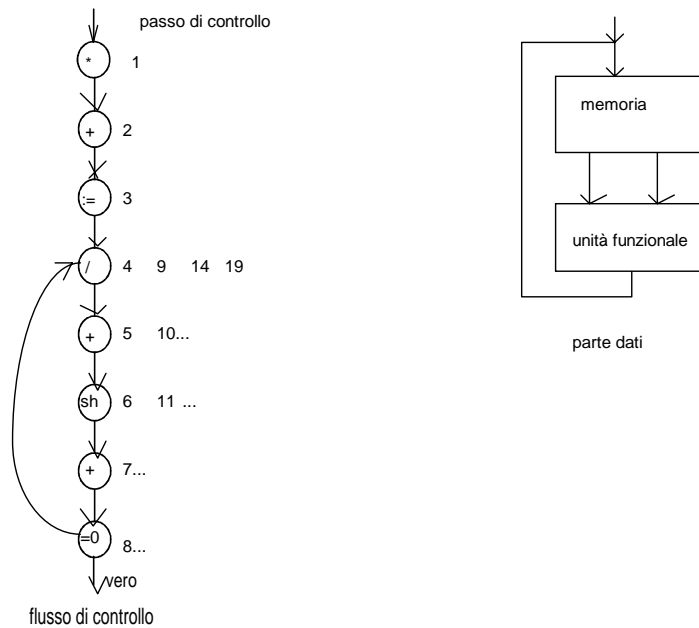 passo di controllo
* 1
+ 2
:= 3
/ 4 9 14 19
+ 5 10...
sh 6 11 ...
+ 7...
=0 8...
vero
flusso di controllo
memoria
unità funzionale
parte dati